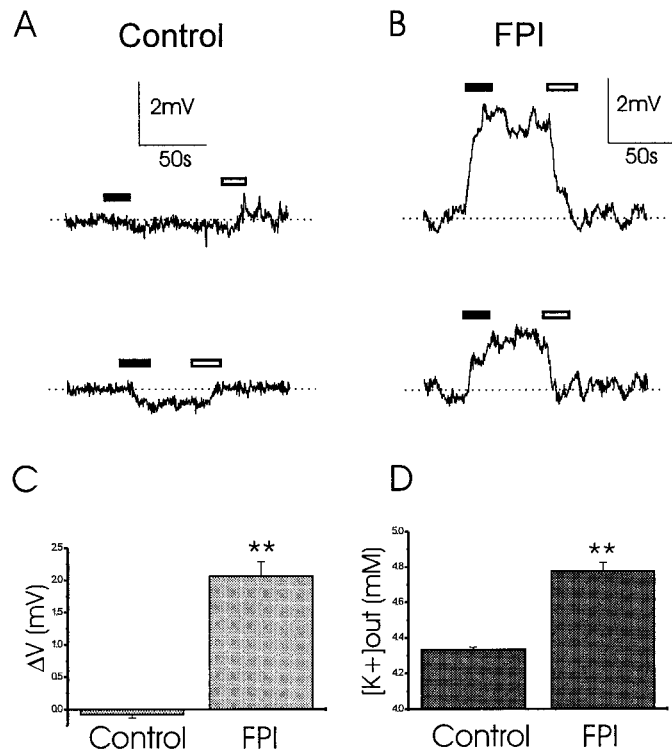 A
Control
B
FPI
2mV
50s
2mV
50s
C
D
**
**
2.5
2.0
1.5
1.0
0.5
0.0
ΔV (mV)
Control
FPI
5.0
4.8
4.6
4.4
4.2
4.0
[K+]out (mM)
Control
FPI